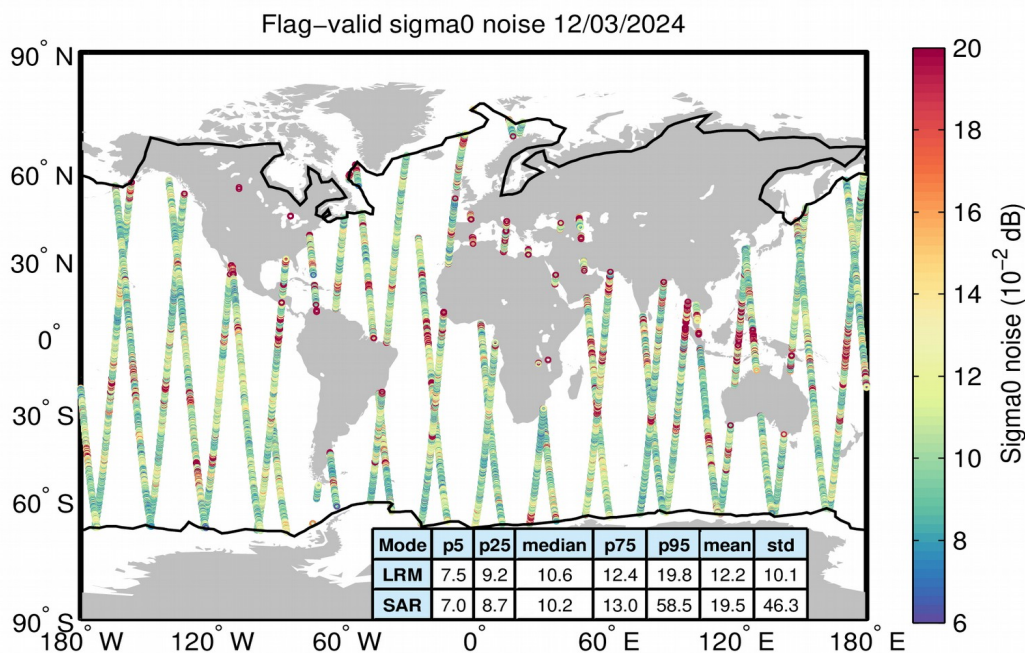 Flag−valid sigma0 noise 12/03/2024
90° N
60° N
30° N
0°
30° S
60° S
90° S
180° W
120° W
60° W
0°
60° E
120° E
180° E
Mode p5 p25 median p75 p95 mean std
LRM 7.5 9.2 10.6 12.4 19.8 12.2 10.1
SAR 7.0 8.7 10.2 13.0 58.5 19.5 46.3
20
18
16
14
12
10
8
6
Sigma0 noise (10⁻² dB)